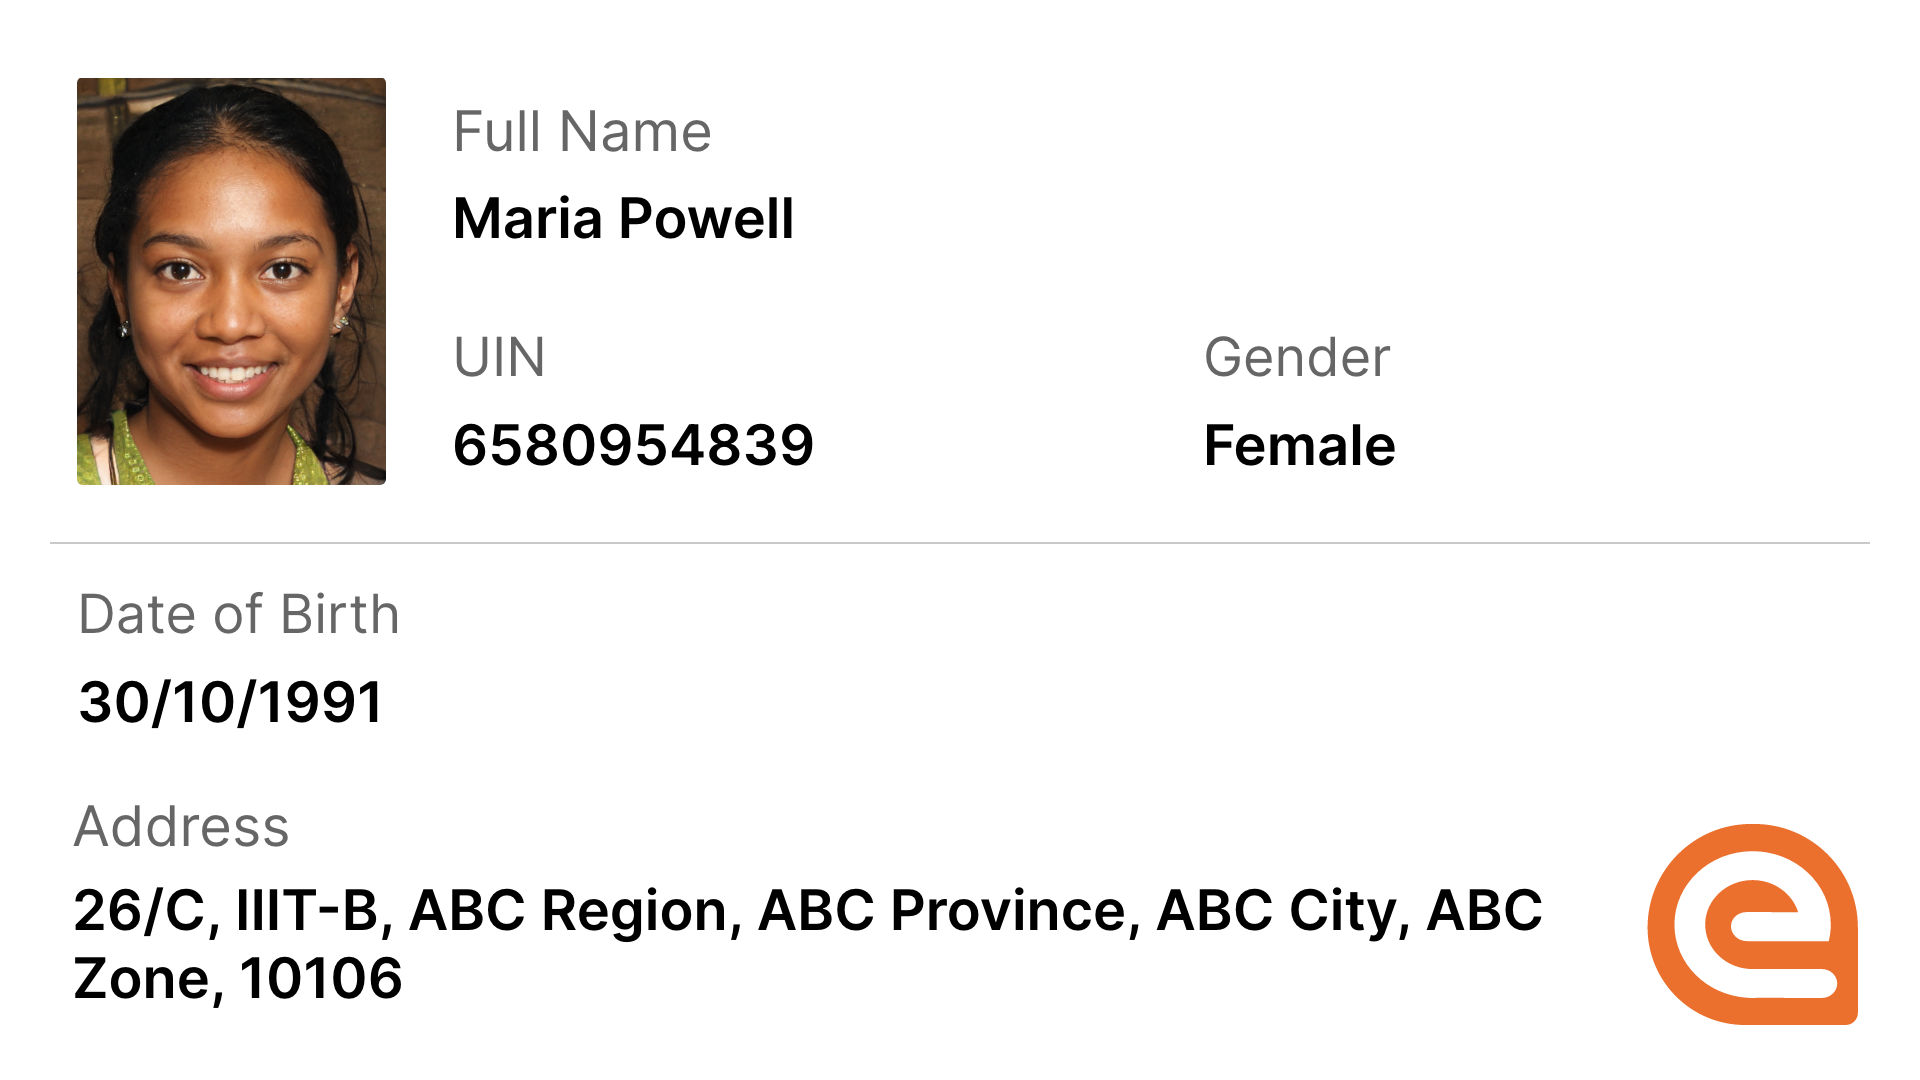 Full Name
Maria Powell
UIN
Gender
6580954839
Female
Date of Birth
30/10/1991
Address
26/C, IIIT-B, ABC Region, ABC Province, ABC City, ABC
Zone, 10106